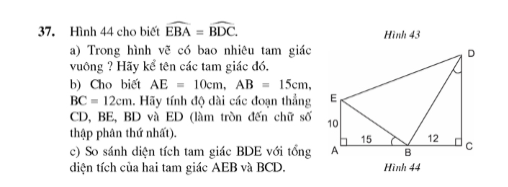 37. Hình 44 cho biết EBA = BDC.
a) Trong hình vẽ có bao nhiêu tam giác
vuông ? Hãy kể tên các tam giác đó.
b) Cho biết AE = 10cm, AB = 15cm,
BC = 12cm. Hãy tính độ dài các đoạn thẳng
CD, BE, BD và ED (làm tròn đến chữ số
thập phân thứ nhất).
c) So sánh diện tích tam giác BDE với tổng
diện tích của hai tam giác AEB và BCD.
Hình 43
D
E
10
15
12
A
B
C
Hình 44